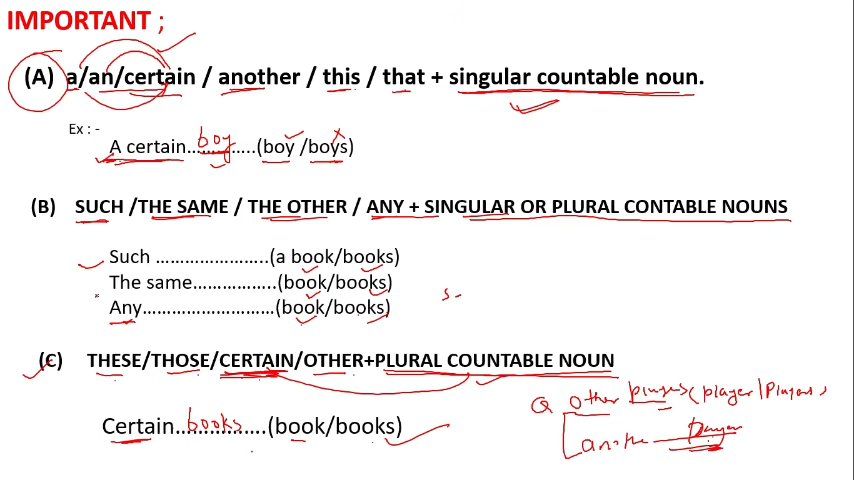 IMPORTANT ;
(A) a/an/certain / another / this / that + singular countable noun.
Ex : -
A certain...boy.....(boy /boys)
(B) SUCH /THE SAME / THE OTHER / ANY + SINGULAR OR PLURAL CONTABLE NOUNS
Such ........................(a book/books)
The same.................(book/books)
Any............................(book/books)
s -
(C) THESE/THOSE/CERTAIN/OTHER+PLURAL COUNTABLE NOUN
Q Other players (player/Players)
Certain..books.......(book/books)